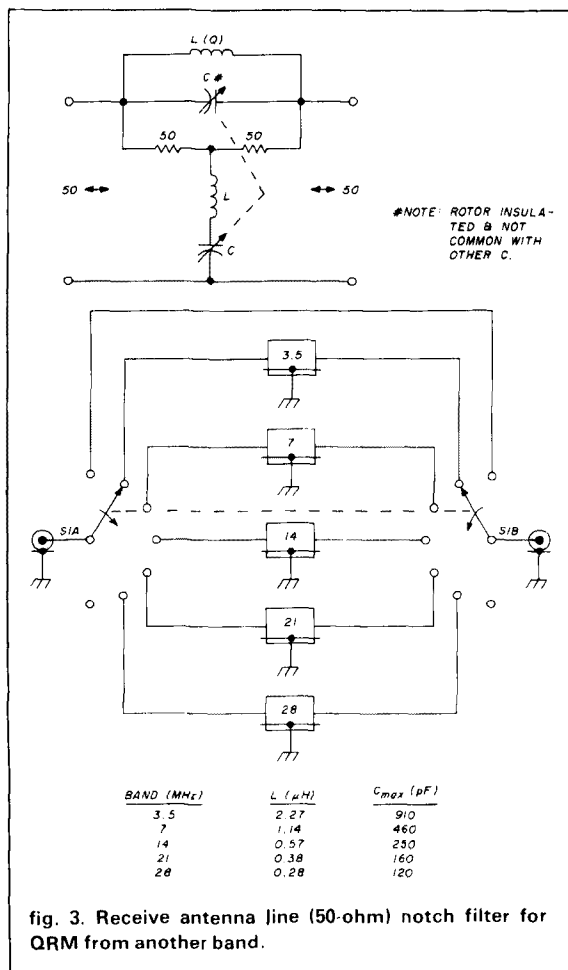 L (Q)
C #
50 50
50 L 50
C
#NOTE: ROTOR INSULA-
TED & NOT
COMMON WITH
OTHER C.
3.5
7
S1A S1B
14
21
28
BAND (MHz) L (μH) Cmax (pF)
3.5 2.27 910
7 1.14 460
14 0.57 250
21 0.38 160
28 0.28 120
fig. 3. Receive antenna line (50-ohm) notch filter for
QRM from another band.